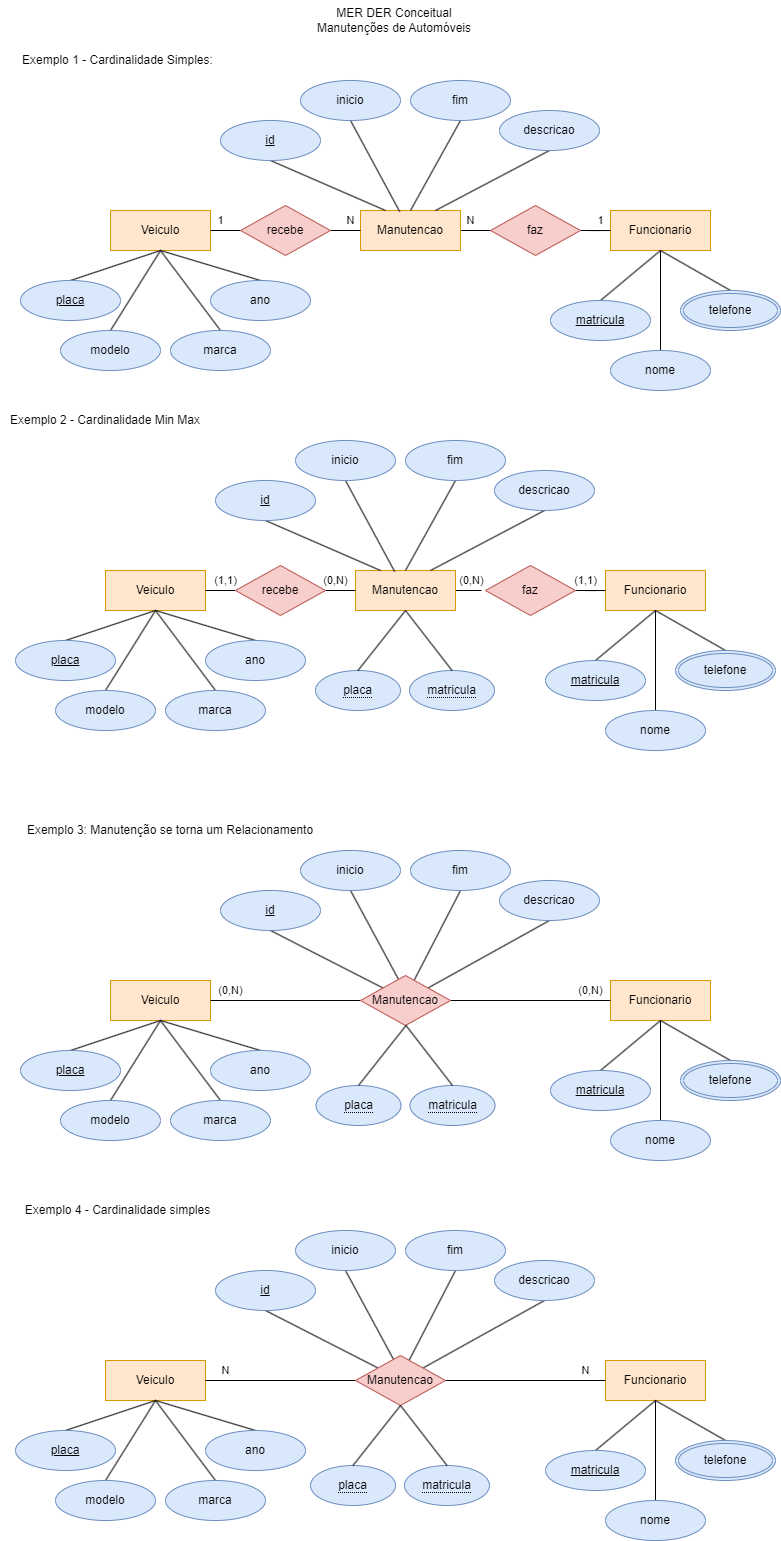 MER DER Conceitual
Manutenções de Automóveis
Exemplo 1 - Cardinalidade Simples:
inicio
fim
id
descricao
Veiculo
1
recebe
N
Manutencao
N
faz
1
Funcionario
placa
ano
modelo
marca
matricula
telefone
nome
Exemplo 2 - Cardinalidade Min Max
inicio
fim
id
descricao
Veiculo
(1,1)
recebe
(0,N)
Manutencao
(0,N)
faz
(1,1)
Funcionario
placa
ano
modelo
marca
placa
matricula
matricula
telefone
nome
Exemplo 3: Manutenção se torna um Relacionamento
inicio
fim
id
descricao
Veiculo
(0,N)
Manutencao
(0,N)
Funcionario
placa
ano
modelo
marca
placa
matricula
matricula
telefone
nome
Exemplo 4 - Cardinalidade simples
inicio
fim
id
descricao
Veiculo
N
Manutencao
N
Funcionario
placa
ano
modelo
marca
placa
matricula
matricula
telefone
nome